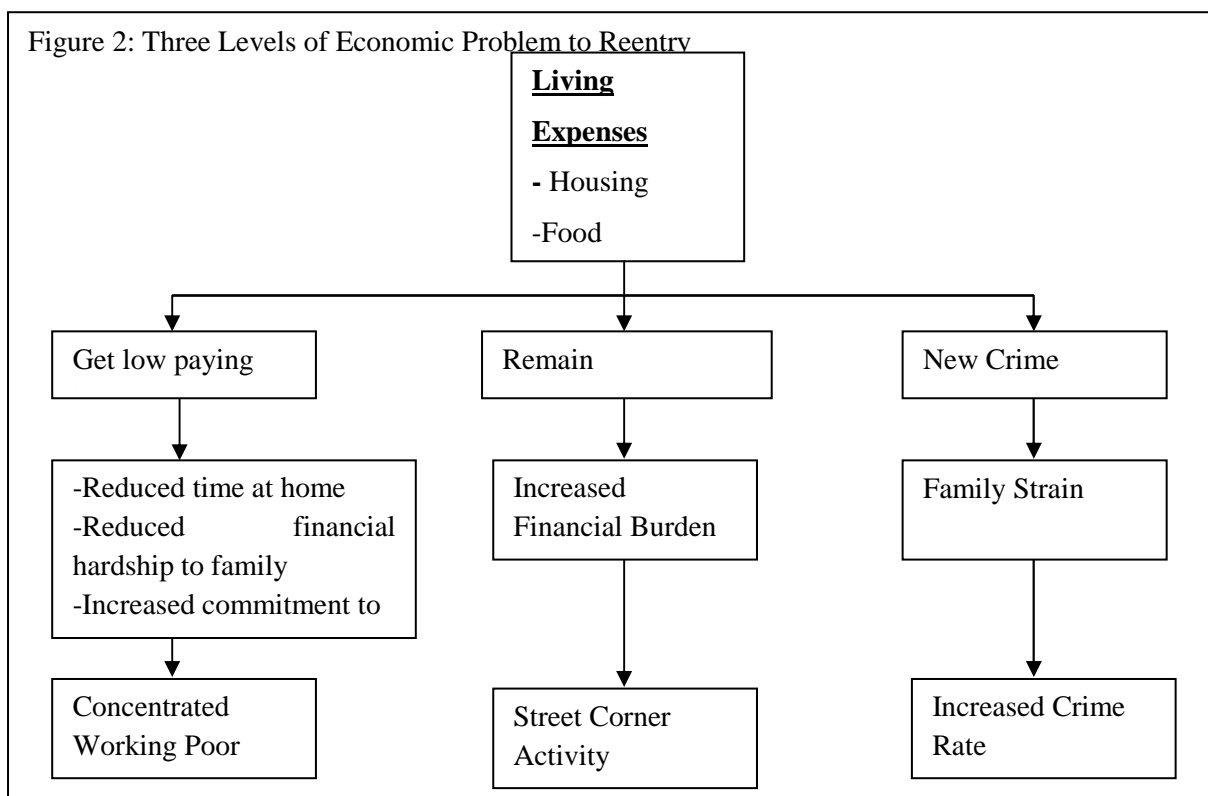 Figure 2: Three Levels of Economic Problem to Reentry
Living
Expenses
- Housing
-Food
Get low paying
Remain
New Crime
-Reduced time at home
-Reduced financial
hardship to family
-Increased commitment to
Increased
Financial Burden
Family Strain
Concentrated
Working Poor
Street Corner
Activity
Increased Crime
Rate